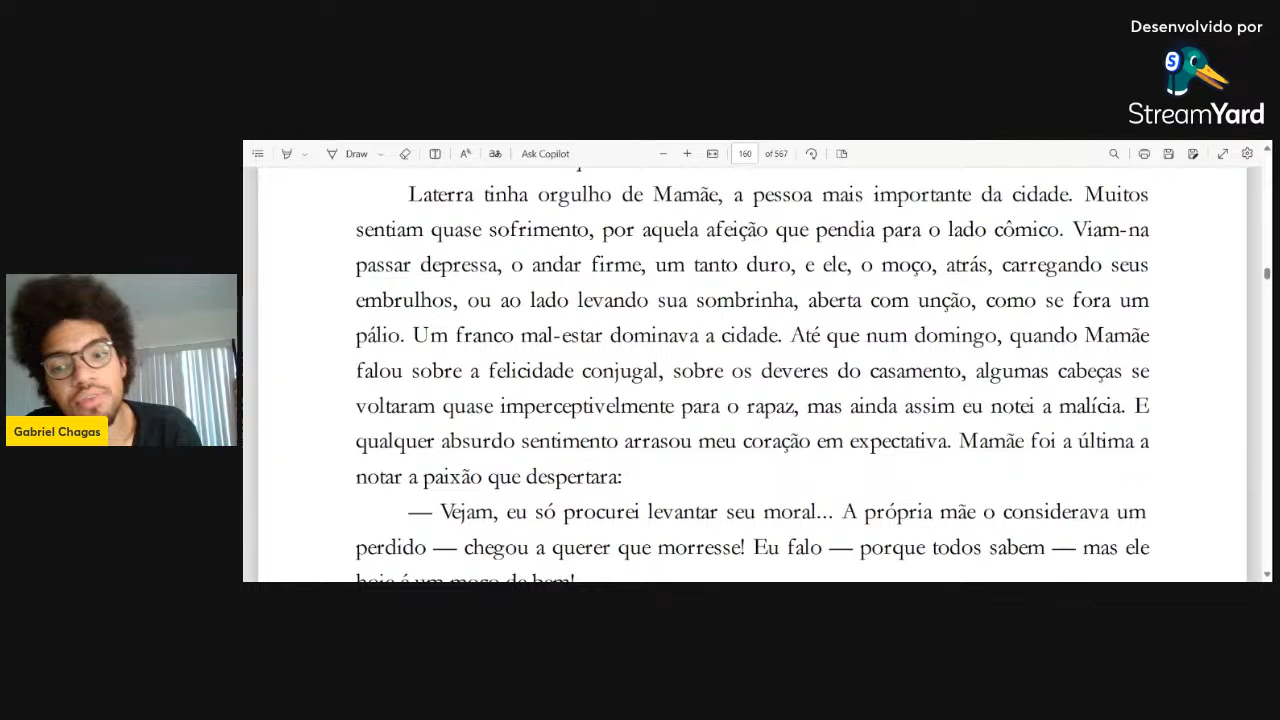 Desenvolvido por
StreamYard
Draw
Ask Copilot
160 of 567
Laterra tinha orgulho de Mamãe, a pessoa mais importante da cidade. Muitos
sentiam quase sofrimento, por aquela afeição que pendia para o lado cômico. Viam-na
passar depressa, o andar firme, um tanto duro, e ele, o moço, atrás, carregando seus
embrulhos, ou ao lado levando sua sombrinha, aberta com unção, como se fora um
pálio. Um franco mal-estar dominava a cidade. Até que num domingo, quando Mamãe
falou sobre a felicidade conjugal, sobre os deveres do casamento, algumas cabeças se
voltaram quase imperceptivelmente para o rapaz, mas ainda assim eu notei a malícia. E
qualquer absurdo sentimento arrasou meu coração em expectativa. Mamãe foi a última a
notar a paixão que despertara:
— Vejam, eu só procurei levantar seu moral... A própria mãe o considerava um
perdido — chegou a querer que morresse! Eu falo — porque todos sabem — mas ele
hoje é um moço de bem!
Gabriel Chagas